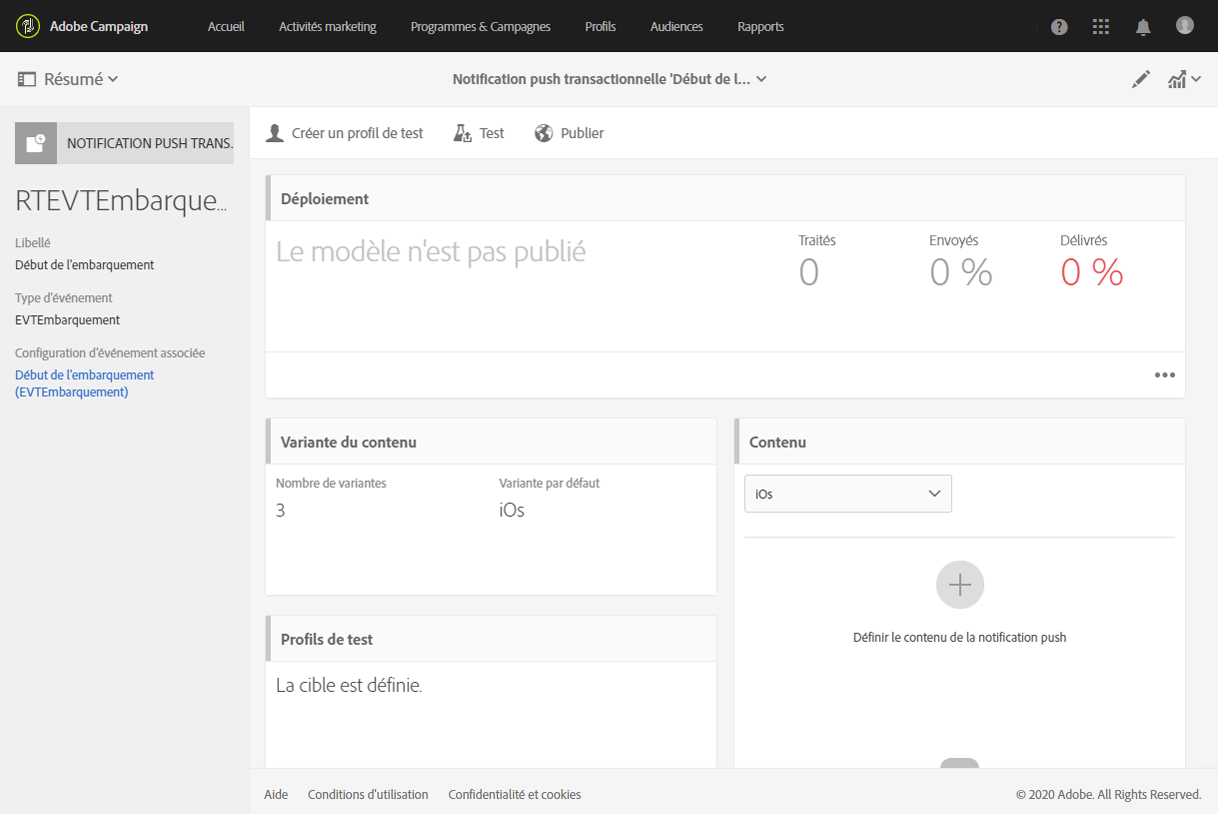 Adobe Campaign Accueil Activités marketing Programmes & Campagnes Profils Audiences Rapports
Résumé
Notification push transactionnelle 'Début de l...
NOTIFICATION PUSH TRANS.
RTEVTEmbarque...
Libellé
Début de l'embarquement
Type d'événement
EVTEmbarquement
Configuration d'événement associée
Début de l'embarquement
(EVTEmbarquement)
Créer un profil de test Test Publier
Déploiement
Le modèle n'est pas publié
Traités Envoyés Délivrés
0 0 % 0 %
Variante du contenu
Nombre de variantes Variante par défaut
3 iOs
Profils de test
La cible est définie.
Contenu
iOs
Définir le contenu de la notification push
Aide Conditions d'utilisation Confidentialité et cookies © 2020 Adobe. All Rights Reserved.